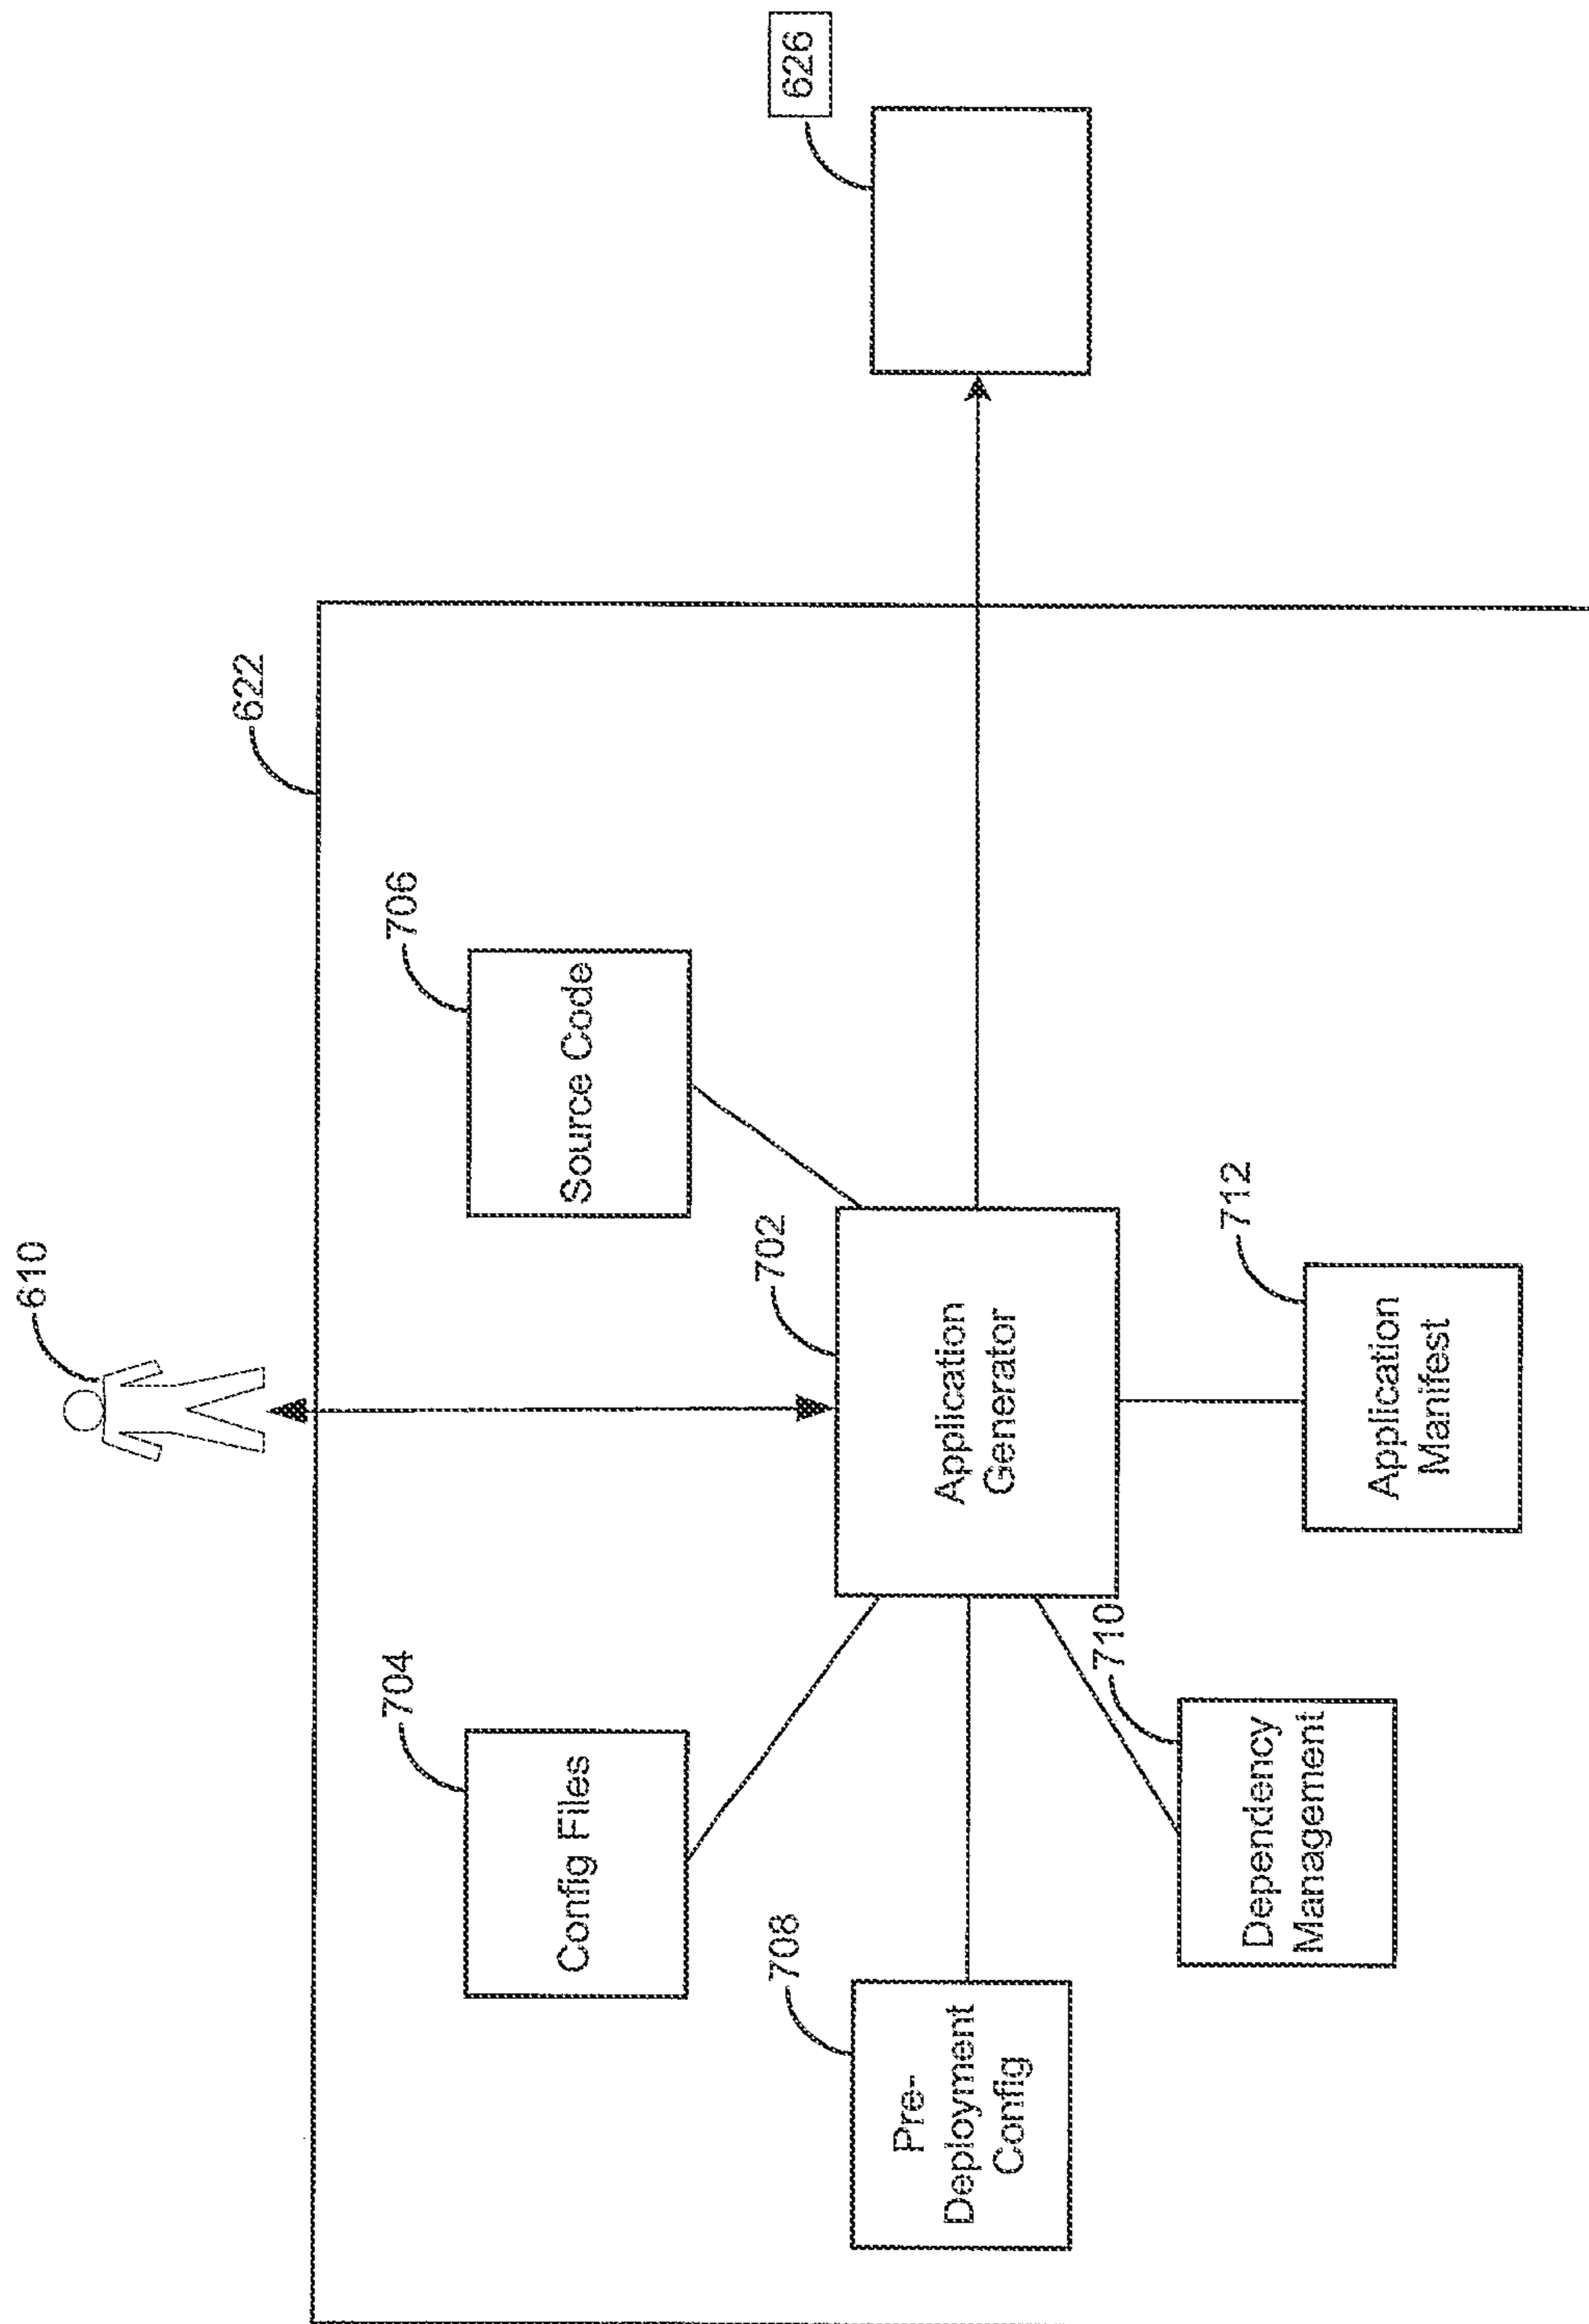 610
622
626
704
Config Files
706
Source Code
708
Pre-
Deployment
Config
702
Application
Generator
710
Dependency
Management
712
Application
Manifest